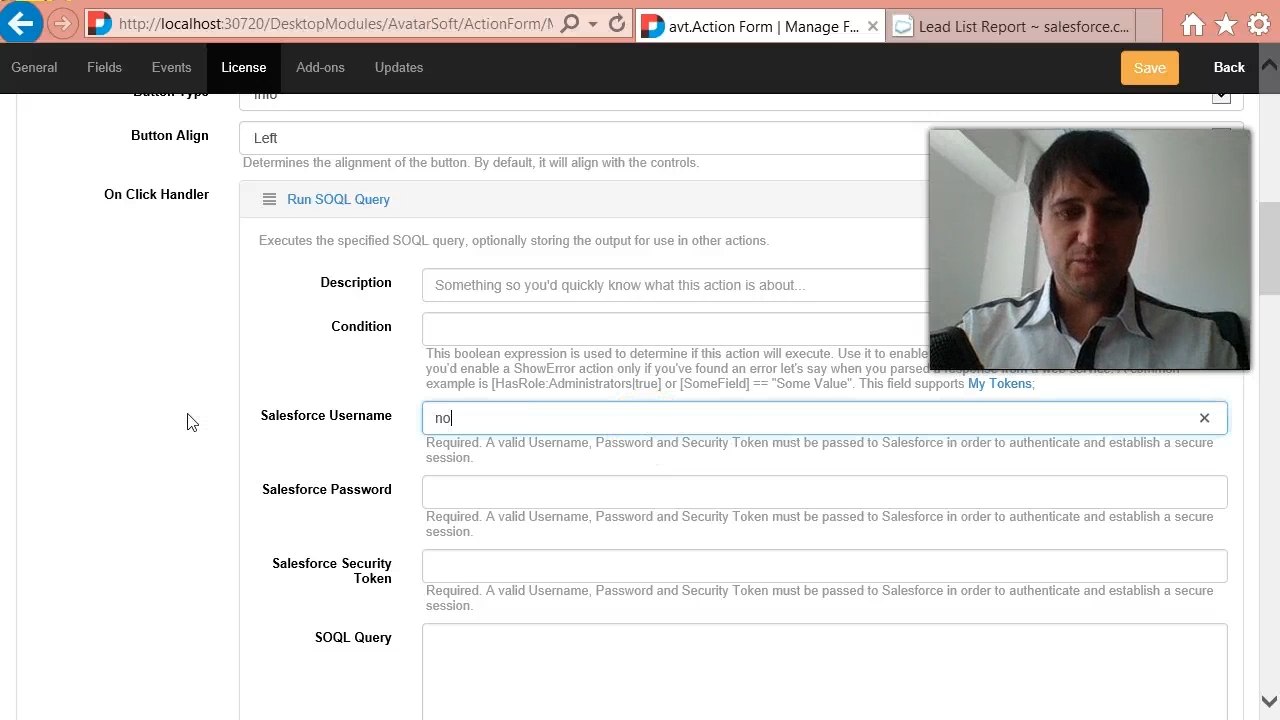 http://localhost:30720/DesktopModules/AvatarSoft/ActionForm/
avt.Action Form | Manage F...
Lead List Report ~ salesforce.c...
General
Fields
Events
License
Add-ons
Updates
Save
Back
Button Type
Info
Button Align
Left
Determines the alignment of the button. By default, it will align with the controls.
On Click Handler
Run SOQL Query
Executes the specified SOQL query, optionally storing the output for use in other actions.
Description
Something so you'd quickly know what this action is about...
Condition
This boolean expression is used to determine if this action will execute. Use it to enable
you'd enable a ShowError action only if you've found an error let's say when you parsed a
example is [HasRole:Administrators|true] or [SomeField] == "Some Value". This field supports My Tokens;
Salesforce Username
no
Required. A valid Username, Password and Security Token must be passed to Salesforce in order to authenticate and establish a secure
session.
Salesforce Password
Required. A valid Username, Password and Security Token must be passed to Salesforce in order to authenticate and establish a secure
session.
Salesforce Security
Token
Required. A valid Username, Password and Security Token must be passed to Salesforce in order to authenticate and establish a secure
session.
SOQL Query